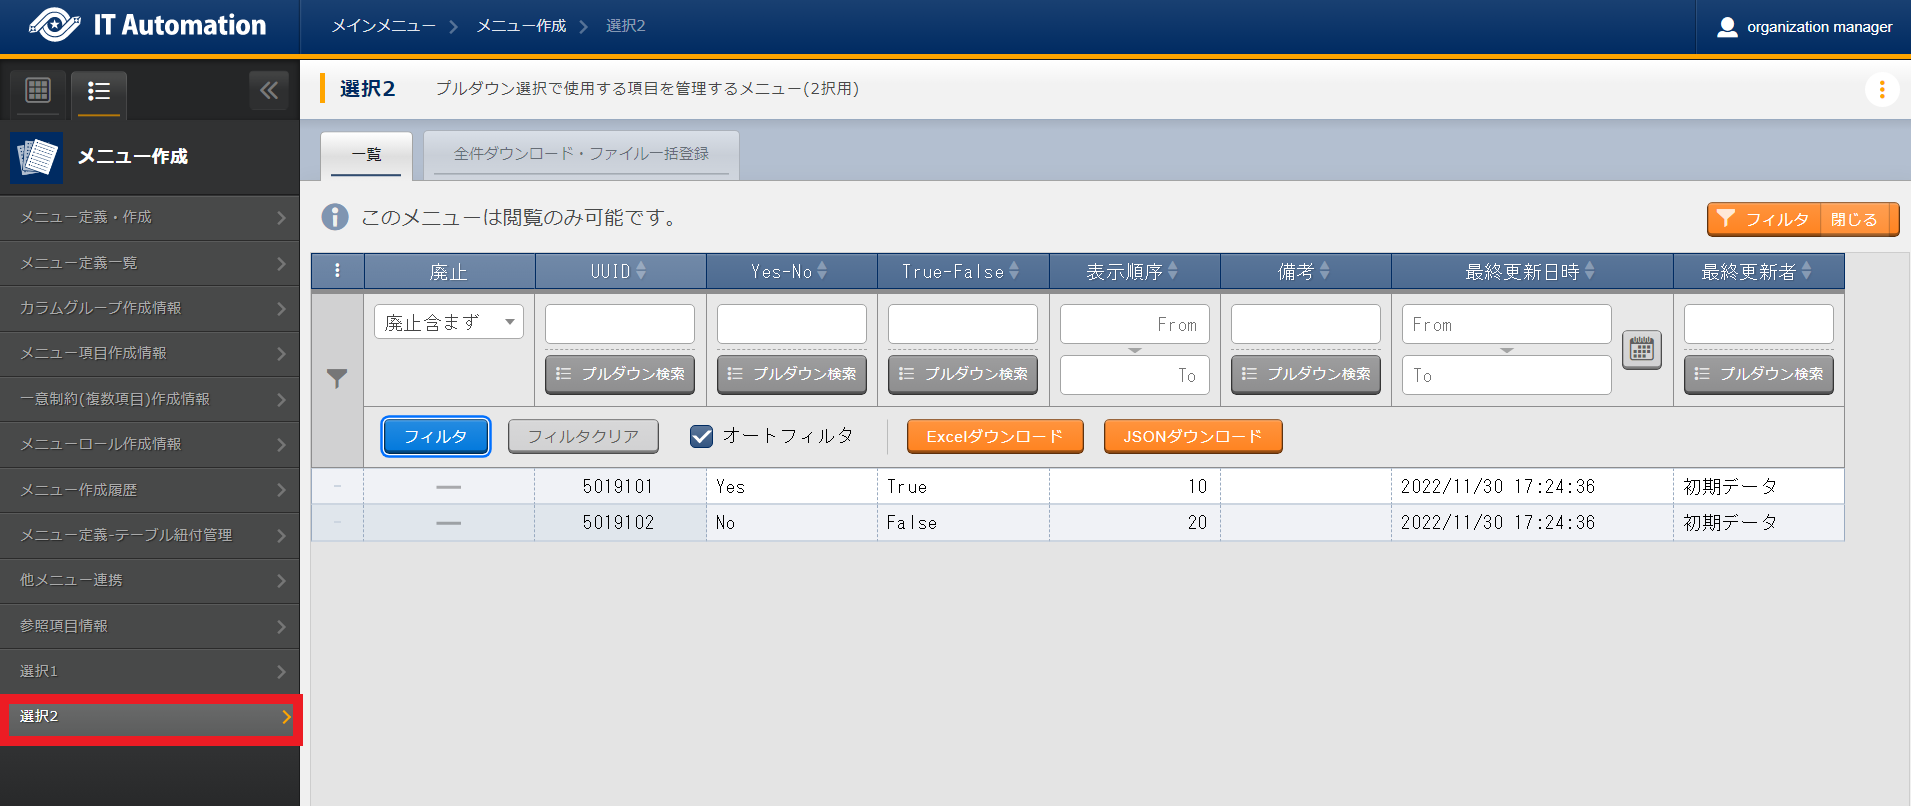 IT Automation
メインメニュー メニュー作成 選択2
organization manager
メニュー作成
メニュー定義・作成
メニュー定義一覧
カラムグループ作成情報
メニュー項目作成情報
一意制約(複数項目)作成情報
メニューロール作成情報
メニュー作成履歴
メニュー定義-テーブル紐付管理
他メニュー連携
参照項目情報
選択1
選択2
選択2 プルダウン選択で使用する項目を管理するメニュー(2択用)
一覧 全件ダウンロード・ファイル一括登録
このメニューは閲覧のみ可能です。
フィルタ 閉じる
廃止 UUID Yes-No True-False 表示順序 備考 最終更新日時 最終更新者
廃止含まず From From
プルダウン検索 プルダウン検索 プルダウン検索 To プルダウン検索 To プルダウン検索
フィルタ フィルタクリア オートフィルタ Excelダウンロード JSONダウンロード
5019101 Yes True 10 2022/11/30 17:24:36 初期データ
5019102 No False 20 2022/11/30 17:24:36 初期データ